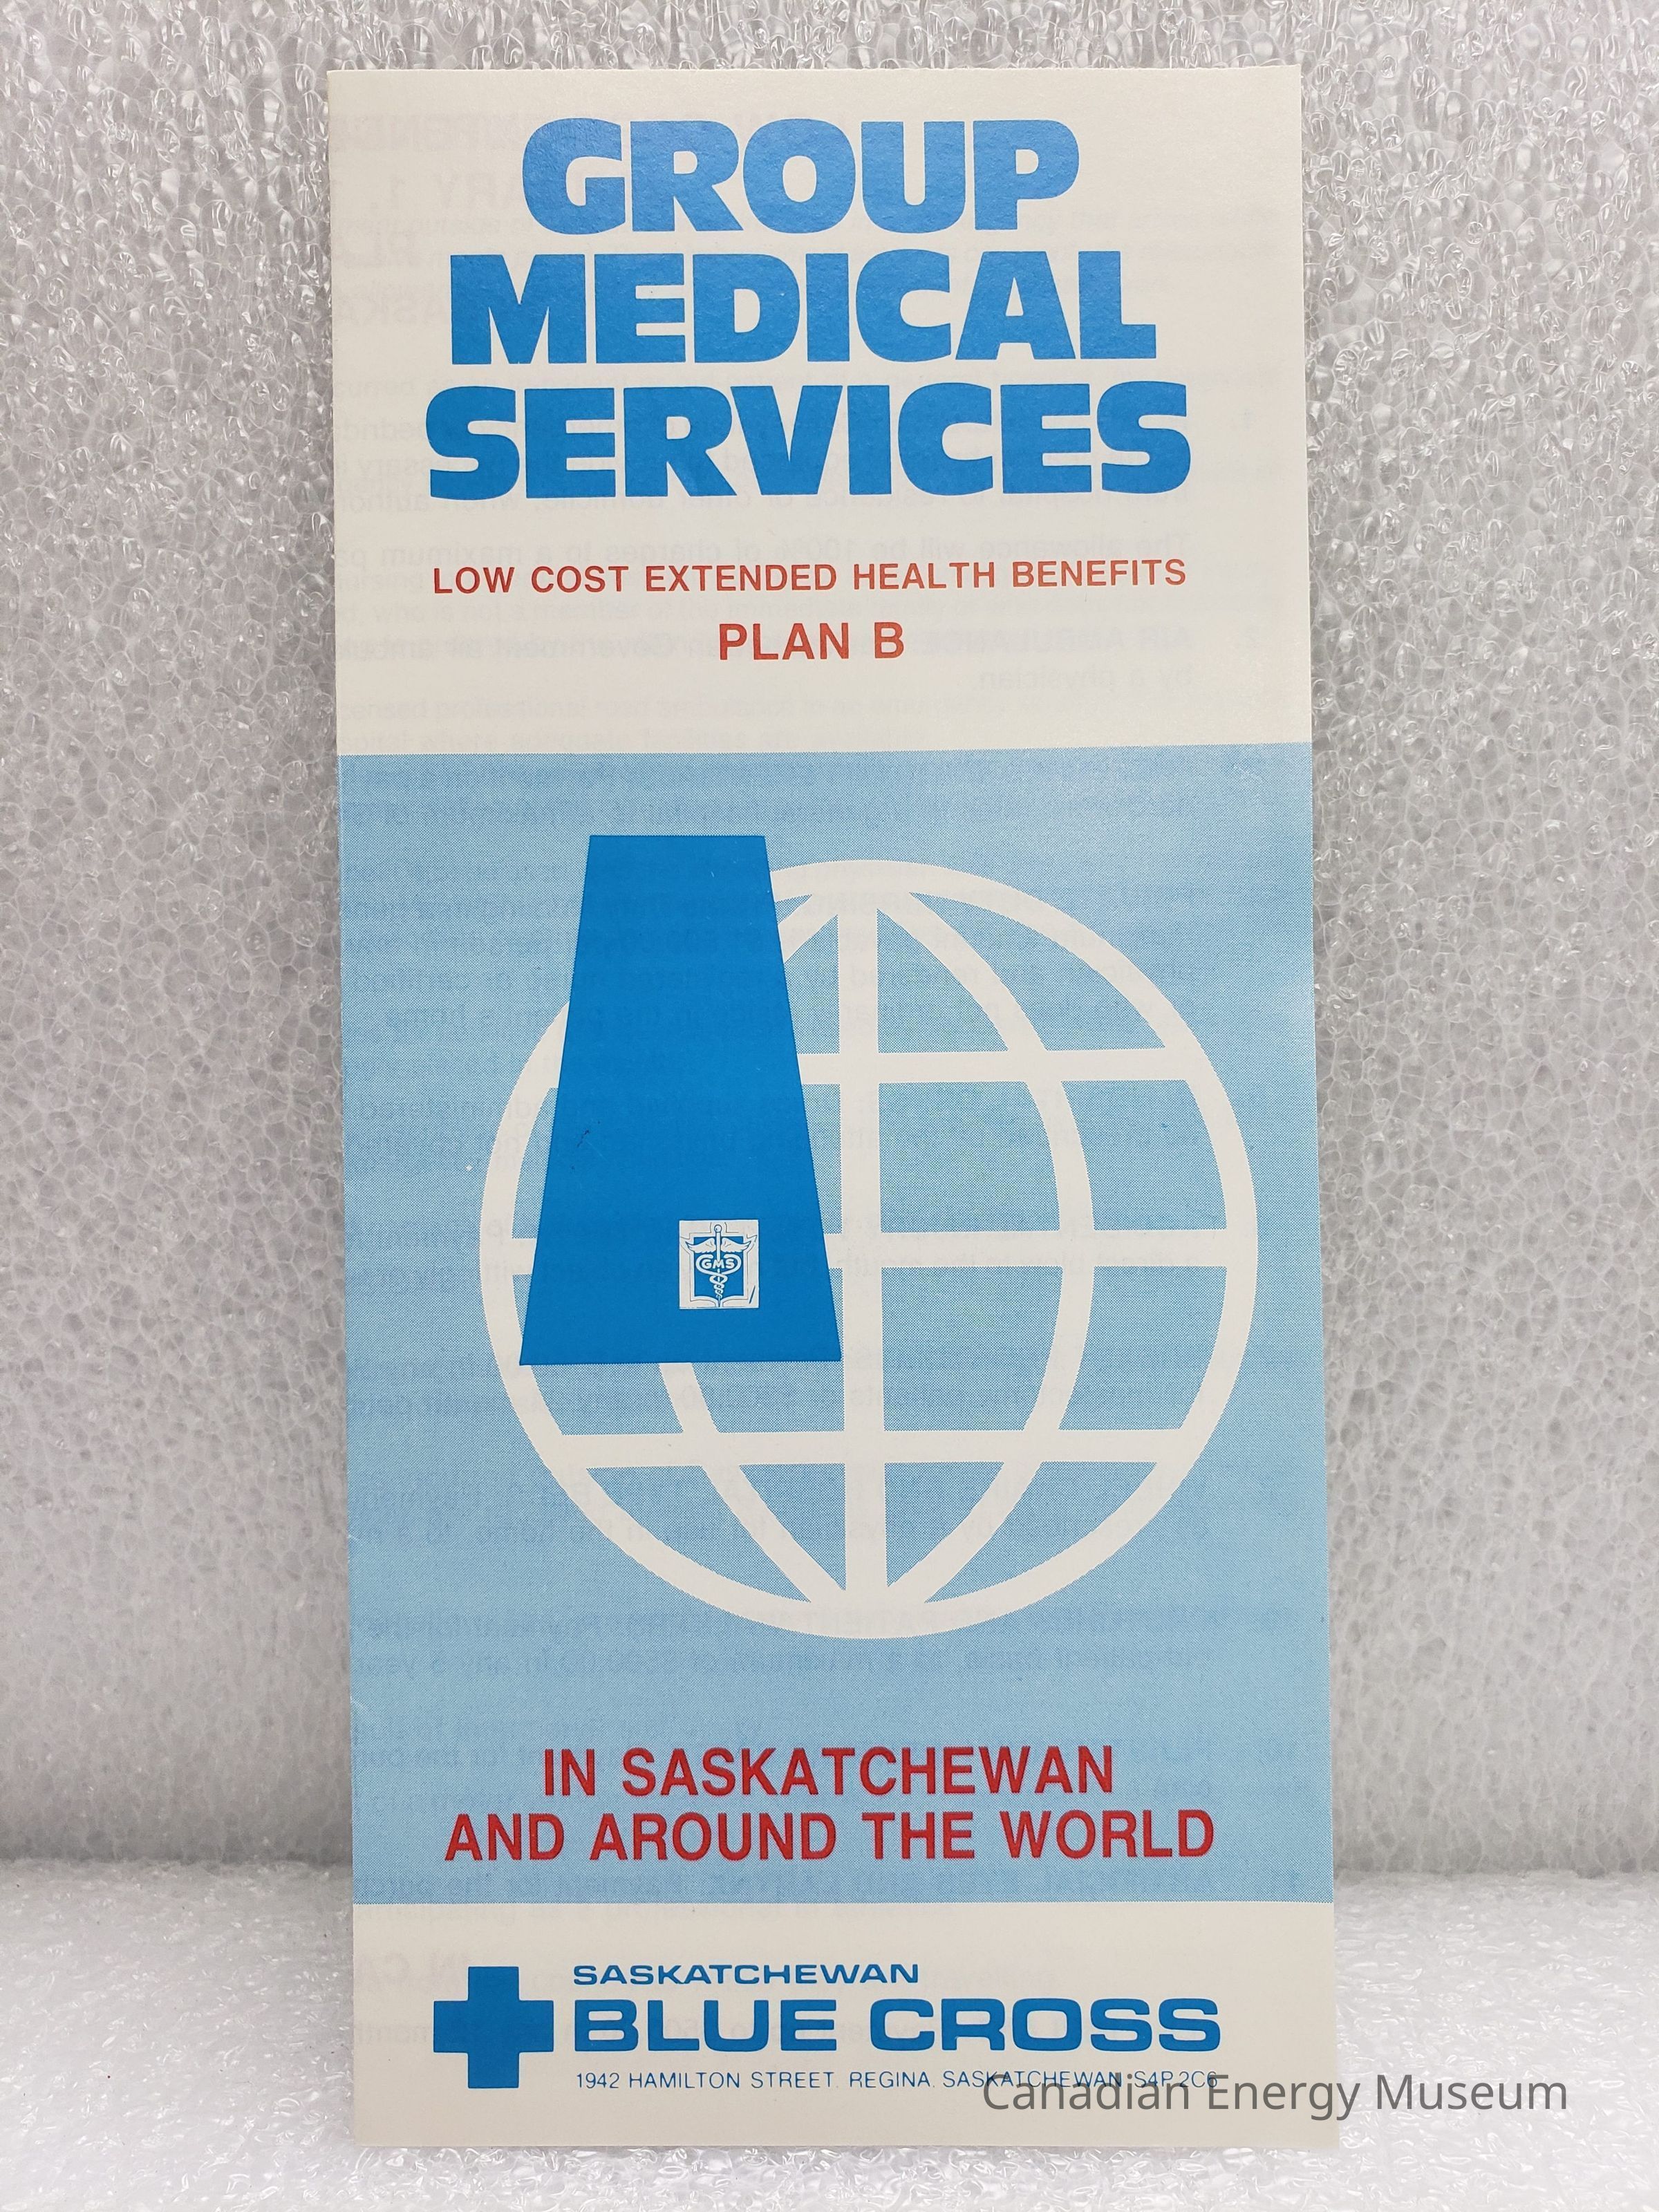 GROUP
MEDICAL
SERVICES
LOW COST EXTENDED HEALTH BENEFITS
PLAN B
GMS
IN SASKATCHEWAN
AND AROUND THE WORLD
SASKATCHEWAN
BLUE CROSS
1942 HAMILTON STREET, REGINA, SASKATCHEWAN S4P 2C6
Canadian Energy Museum